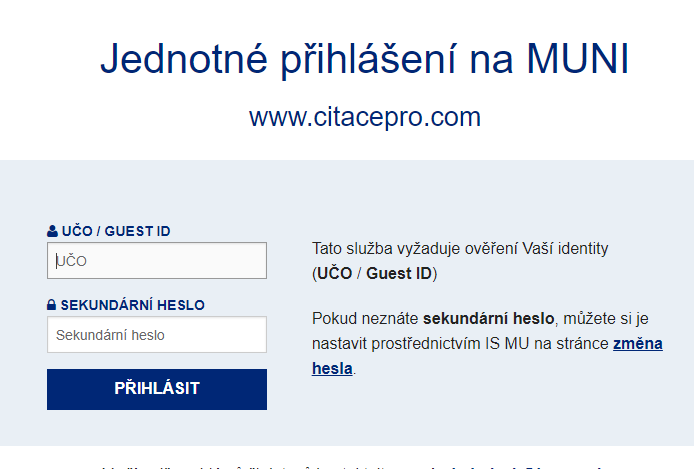 Jednotné přihlášení na MUNI
www.citacepro.com
UČO / GUEST ID
UČO
SEKUNDÁRNÍ HESLO
Sekundární heslo
PŘIHLÁSIT
Tato služba vyžaduje ověření Vaší identity
(UČO / Guest ID)
Pokud neznáte sekundární heslo, můžete si je
nastavit prostřednictvím IS MU na stránce změna
hesla.